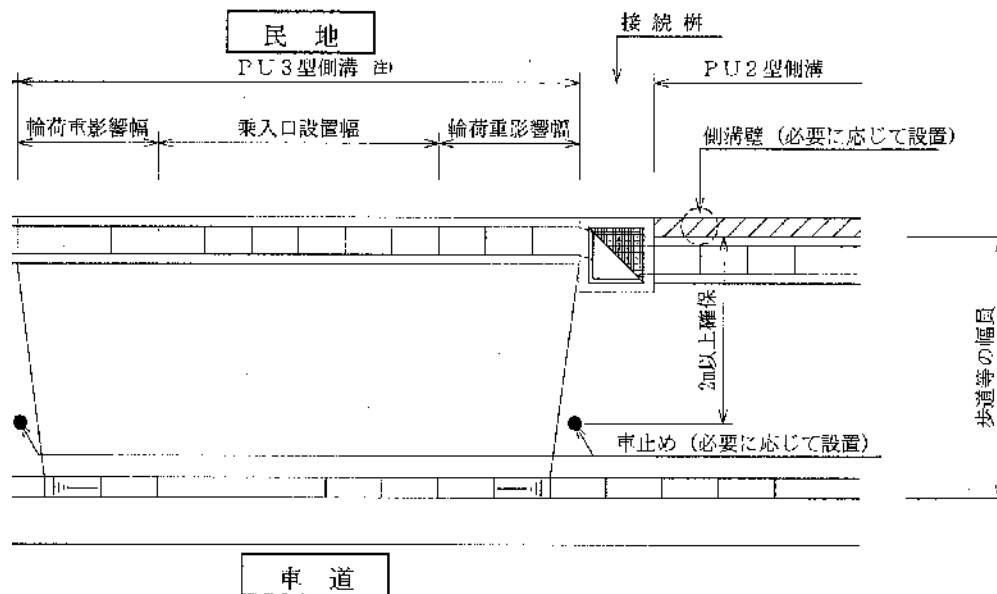 民 地
接 続 桝
PU3型側溝 注)
PU2型側溝
輪荷重影響幅
乗入口設置幅
輪荷重影響幅
側溝壁 (必要に応じて設置)
2m以上確保
歩道等の幅員
車止め (必要に応じて設置)
車 道